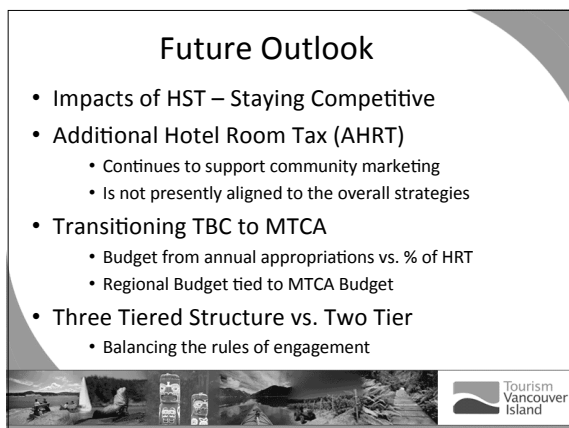 Future Outlook
• Impacts of HST – Staying Competitive
• Additional Hotel Room Tax (AHRT)
• Continues to support community marketing
• Is not presently aligned to the overall strategies
• Transitioning TBC to MTCA
• Budget from annual appropriations vs. % of HRT
• Regional Budget tied to MTCA Budget
• Three Tiered Structure vs. Two Tier
• Balancing the rules of engagement
Tourism
Vancouver
Island